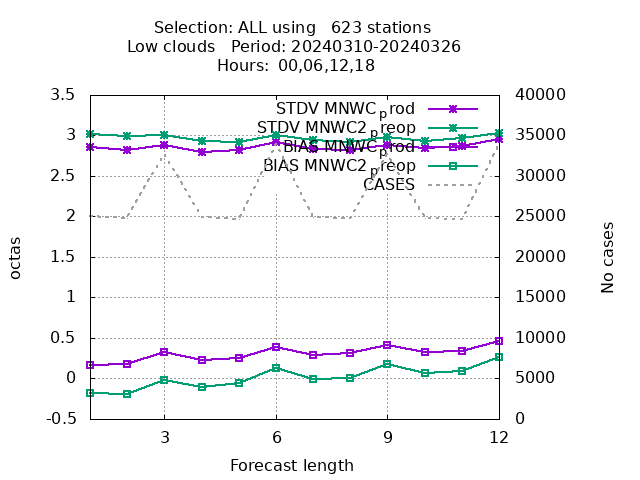 Selection: ALL using   623 stations
Low clouds   Period: 20240310-20240326
Hours:  00,06,12,18
3.5
3
2.5
2
1.5
1
0.5
0
-0.5
40000
35000
30000
25000
20000
15000
10000
5000
0
STDV MNWC_prod
STDV MNWC2_preop
BIAS MNWC_prod
BIAS MNWC2_preop
CASES
octas
No cases
3
6
9
12
Forecast length